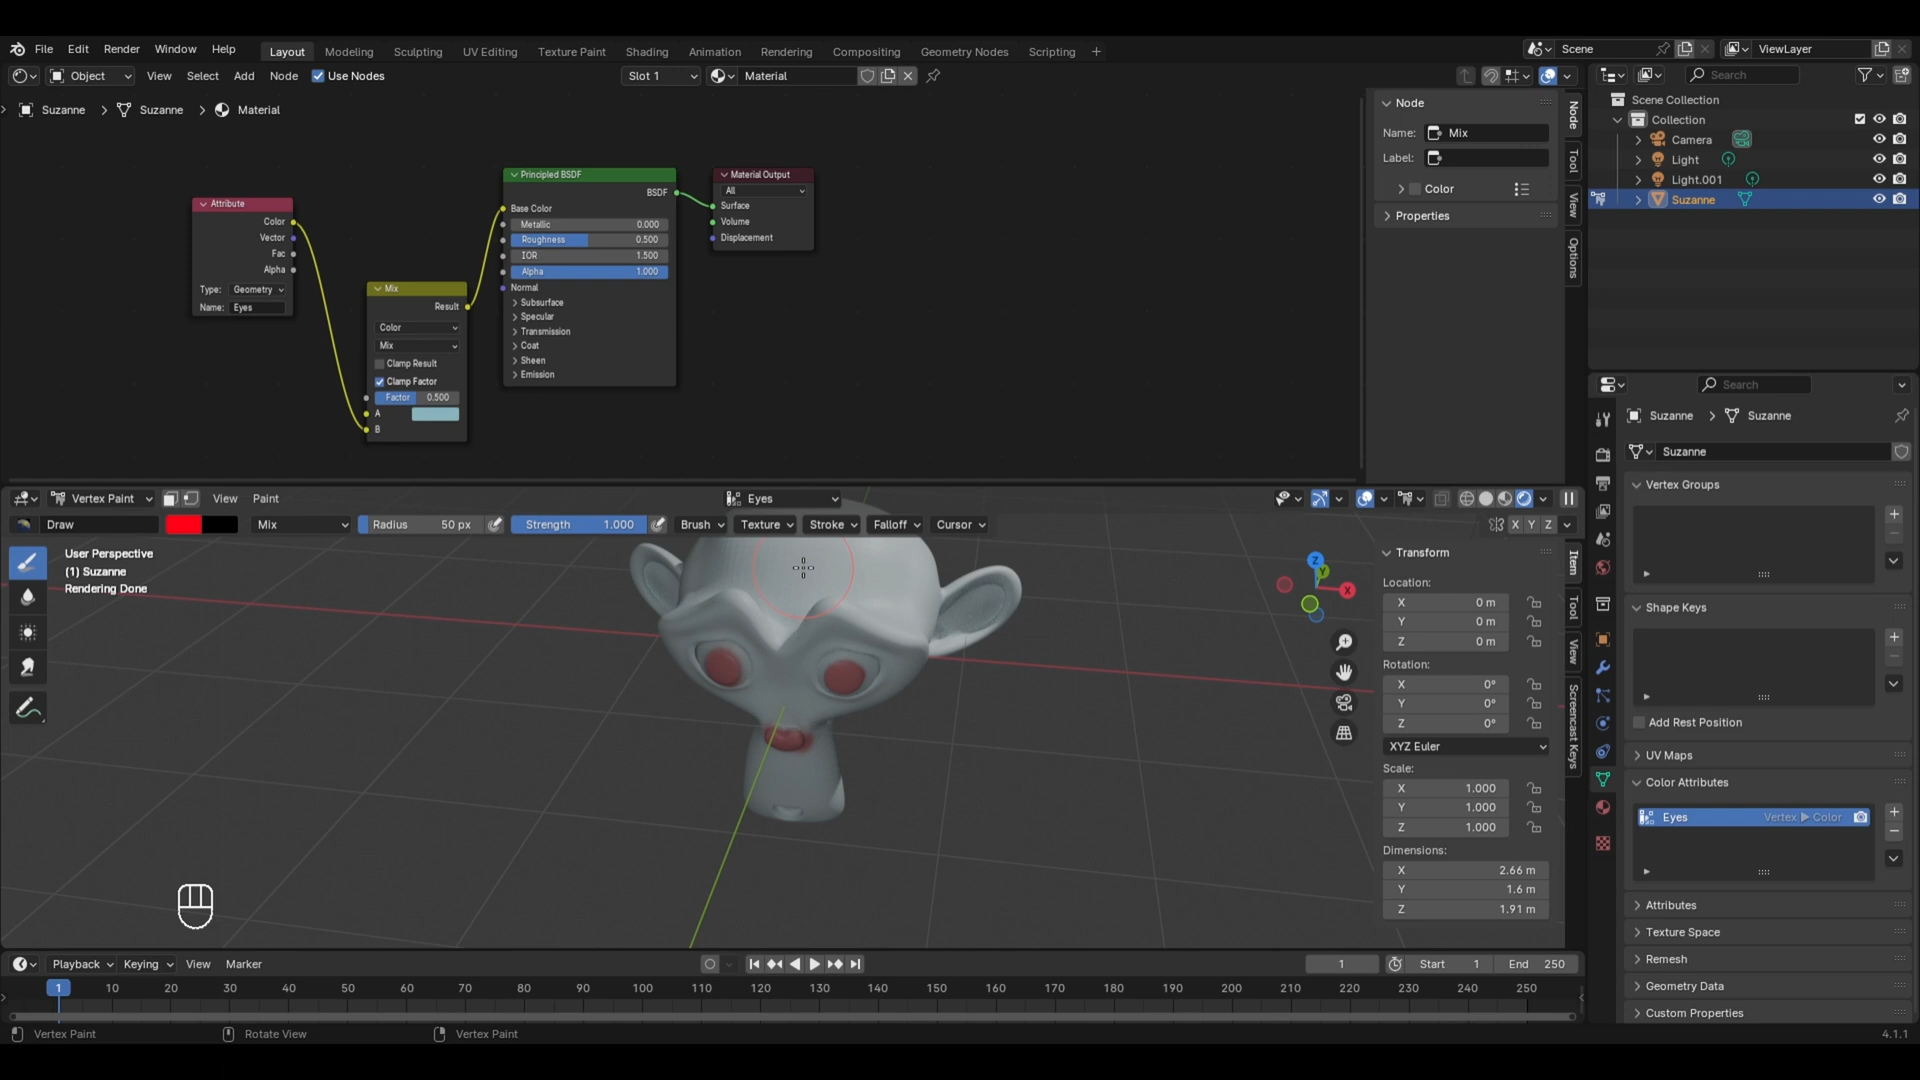 File Edit Render Window Help Layout Modeling Sculpting UV Editing Texture Paint Shading Animation Rendering Compositing Geometry Nodes Scripting + Scene ViewLayer
Object View Select Add Node Use Nodes Slot 1 Material Search
Suzanne > Suzanne > Material
Scene Collection
Collection
Camera
Light
Light.001
Suzanne
Attribute
Color
Vector
Fac
Alpha
Type: Geometry
Name: Eyes
Mix
Result
Color
Mix
Clamp Result
Clamp Factor
Factor 0.500
A
B
Principled BSDF
BSDF
Base Color
Metallic 0.000
Roughness 0.500
IOR 1.500
Alpha 1.000
Normal
Subsurface
Specular
Transmission
Coat
Sheen
Emission
Material Output
All
Surface
Volume
Displacement
Node
Name: Mix
Label:
Color
Properties
Node
Tool
View
Options
Vertex Paint View Paint Eyes
Draw Mix Radius 50 px Strength 1.000 Brush Texture Stroke Falloff Cursor X Y Z
User Perspective
(1) Suzanne
Rendering Done
Z
Y
X
Transform
Location:
X 0 m
Y 0 m
Z 0 m
Rotation:
X 0°
Y 0°
Z 0°
XYZ Euler
Scale:
X 1.000
Y 1.000
Z 1.000
Dimensions:
X 2.66 m
Y 1.6 m
Z 1.91 m
Item
Tool
View
Screencast Keys
Search
Suzanne > Suzanne
Suzanne
Vertex Groups
Shape Keys
Add Rest Position
UV Maps
Color Attributes
Eyes Vertex ▶ Color
Attributes
Texture Space
Remesh
Geometry Data
Custom Properties
Playback Keying View Marker 1 Start 1 End 250
1 10 20 30 40 50 60 70 80 90 100 110 120 130 140 150 160 170 180 190 200 210 220 230 240 250
Vertex Paint Rotate View Vertex Paint 4.1.1